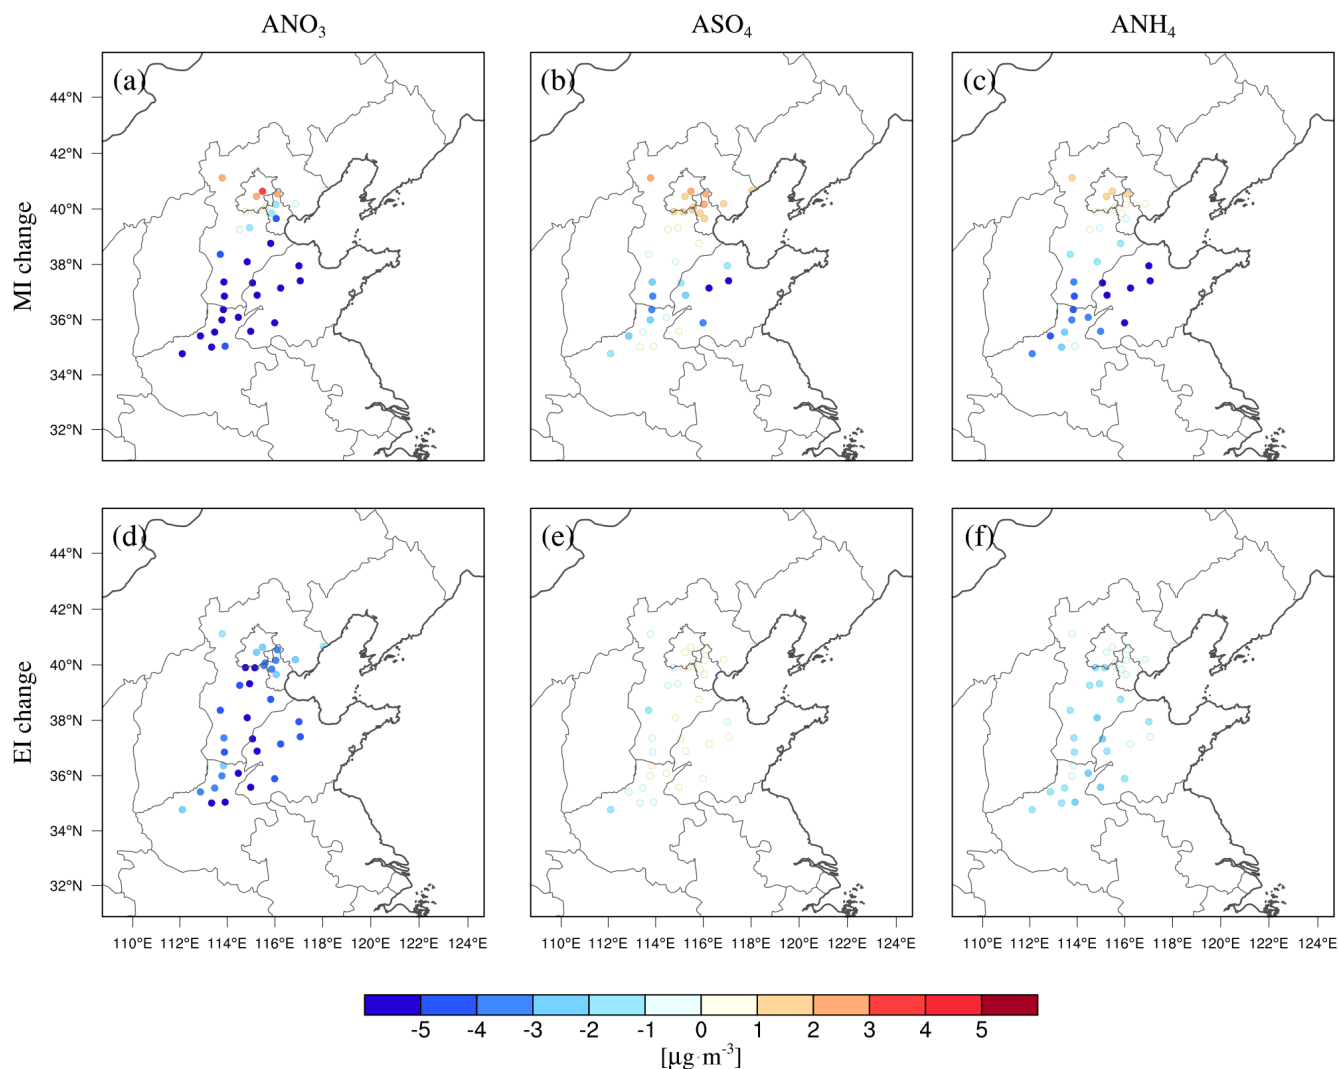 ANO₃ ASO₄ ANH₄
(a) (b) (c)
MI change
44°N
42°N
40°N
38°N
36°N
34°N
32°N
(d) (e) (f)
EI change
44°N
42°N
40°N
38°N
36°N
34°N
32°N
110°E 112°E 114°E 116°E 118°E 120°E 122°E 124°E 110°E 112°E 114°E 116°E 118°E 120°E 122°E 124°E 110°E 112°E 114°E 116°E 118°E 120°E 122°E 124°E
-5 -4 -3 -2 -1 0 1 2 3 4 5
[µg·m⁻³]